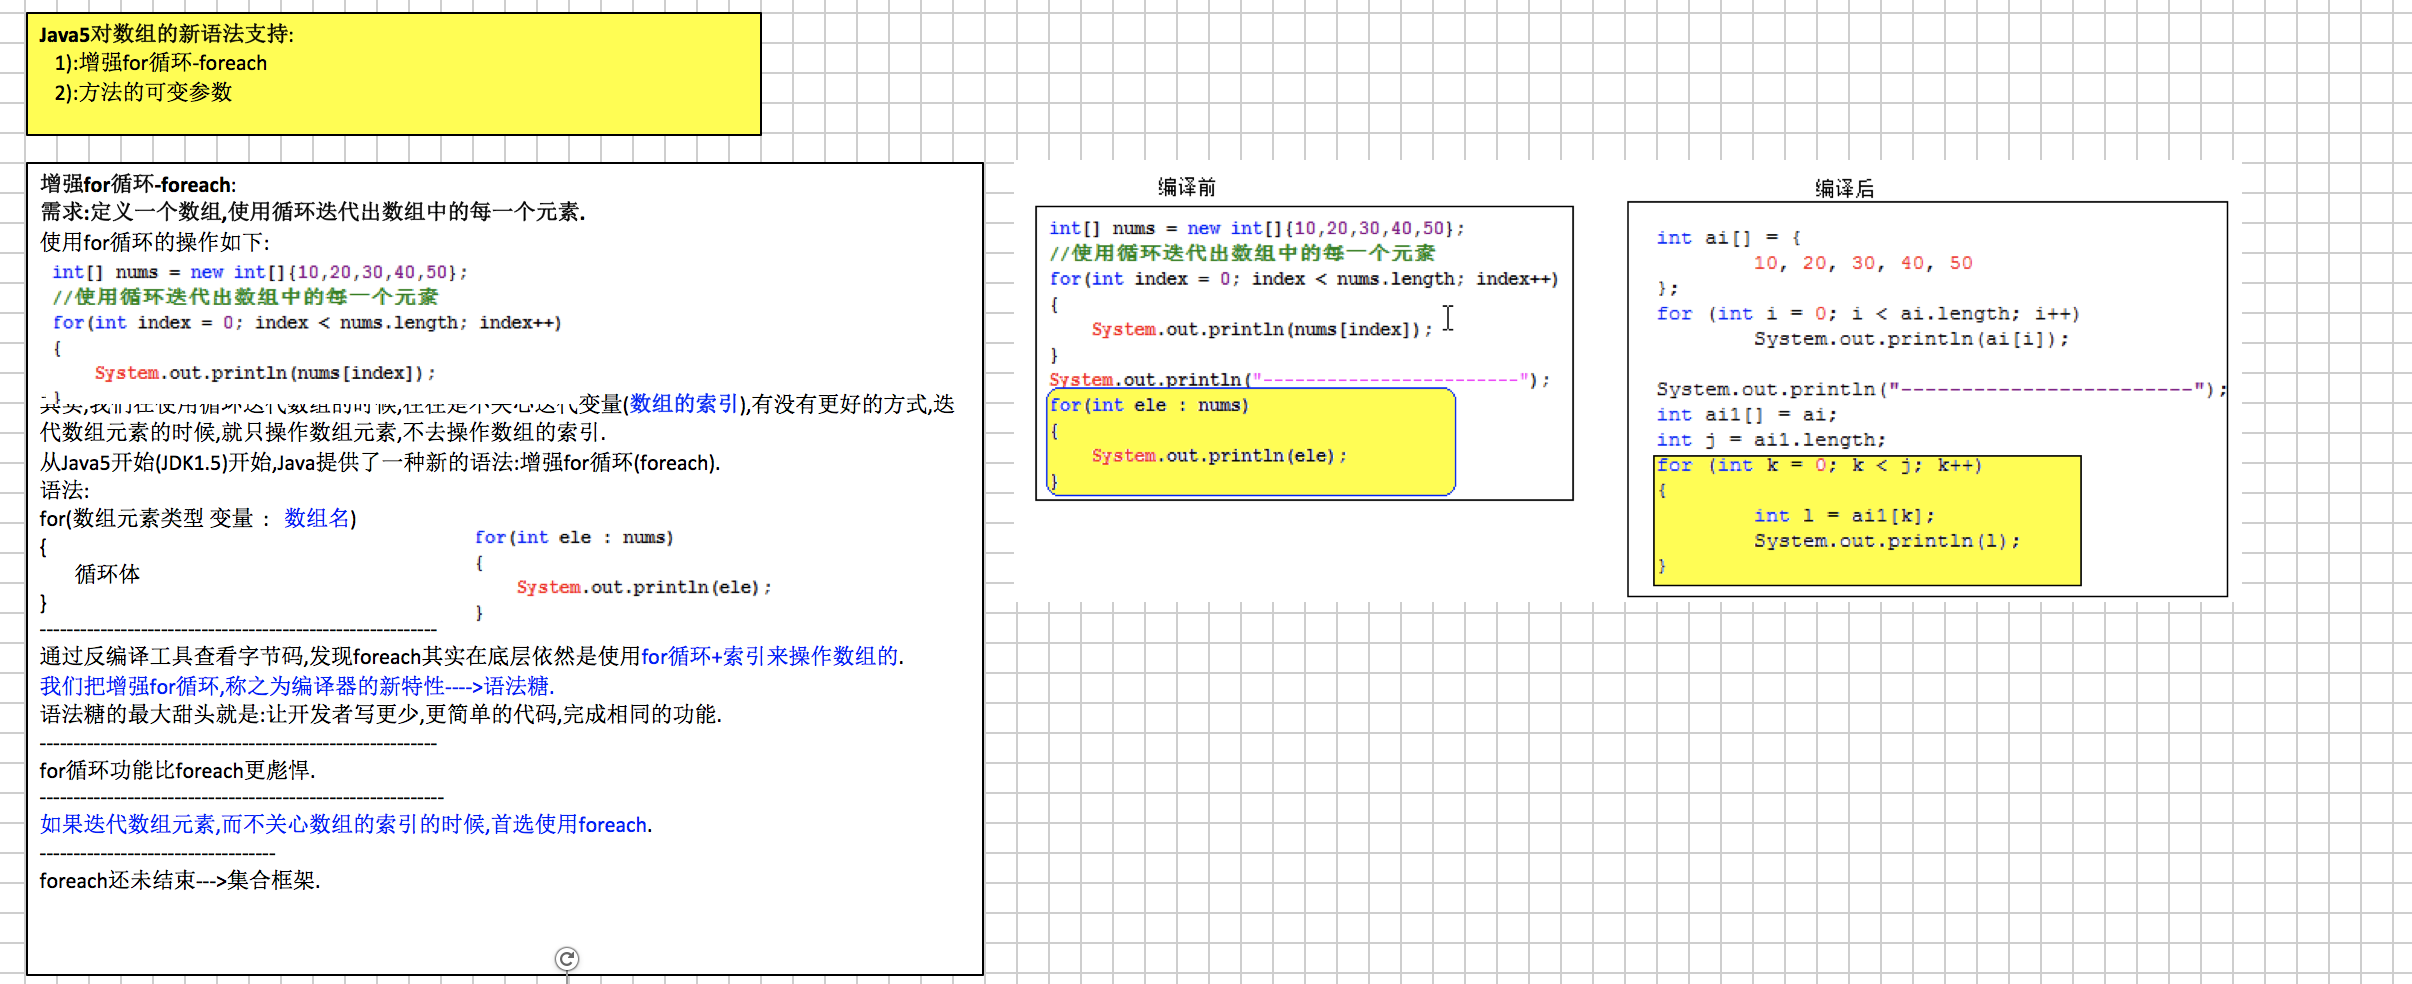 Java5对数组的新语法支持:
1):增强for循环-foreach
2):方法的可变参数
增强for循环-foreach:
需求:定义一个数组,使用循环迭代出数组中的每一个元素.
使用for循环的操作如下:
int[] nums = new int[]{10,20,30,40,50};
//使用循环迭代出数组中的每一个元素
for(int index = 0; index < nums.length; index++)
{
System.out.println(nums[index]);
}
其实,我们在使用循环迭代数组的时候,往往是不关心迭代变量(数组的索引),有没有更好的方式,迭
代数组元素的时候,就只操作数组元素,不去操作数组的索引.
从Java5开始(JDK1.5)开始,Java提供了一种新的语法:增强for循环(foreach).
语法:
for(数组元素类型 变量 : 数组名)
{
循环体
}
for(int ele : nums)
{
System.out.println(ele);
}
-----------------------------------------------------------
通过反编译工具查看字节码,发现foreach其实在底层依然是使用for循环+索引来操作数组的.
我们把增强for循环,称之为编译器的新特性---->语法糖.
语法糖的最大甜头就是:让开发者写更少,更简单的代码,完成相同的功能.
-----------------------------------------------------------
for循环功能比foreach更彪悍.
------------------------------------------------------------
如果迭代数组元素,而不关心数组的索引的时候,首选使用foreach.
-----------------------------------
foreach还未结束--->集合框架.
编译前
int[] nums = new int[]{10,20,30,40,50};
//使用循环迭代出数组中的每一个元素
for(int index = 0; index < nums.length; index++)
{
System.out.println(nums[index]);
}
System.out.println("------------------------");
for(int ele : nums)
{
System.out.println(ele);
}
编译后
int ai[] = {
10, 20, 30, 40, 50
};
for (int i = 0; i < ai.length; i++)
System.out.println(ai[i]);
System.out.println("------------------------");
int ai1[] = ai;
int j = ai1.length;
for (int k = 0; k < j; k++)
{
int l = ai1[k];
System.out.println(l);
}